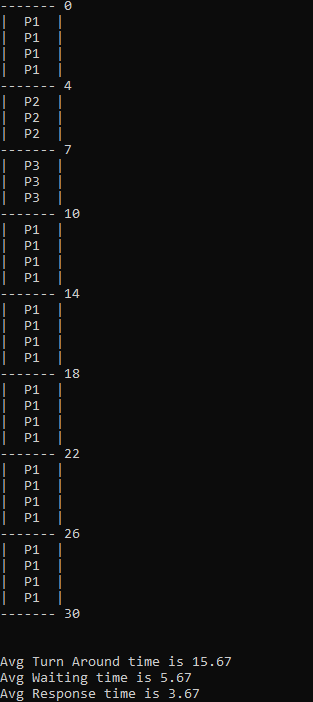 ------- 0
|  P1  |
|  P1  |
|  P1  |
|  P1  |
------- 4
|  P2  |
|  P2  |
|  P2  |
------- 7
|  P3  |
|  P3  |
|  P3  |
------- 10
|  P1  |
|  P1  |
|  P1  |
|  P1  |
------- 14
|  P1  |
|  P1  |
|  P1  |
|  P1  |
------- 18
|  P1  |
|  P1  |
|  P1  |
|  P1  |
------- 22
|  P1  |
|  P1  |
|  P1  |
|  P1  |
------- 26
|  P1  |
|  P1  |
|  P1  |
|  P1  |
------- 30
Avg Turn Around time is 15.67
Avg Waiting time is 5.67
Avg Response time is 3.67